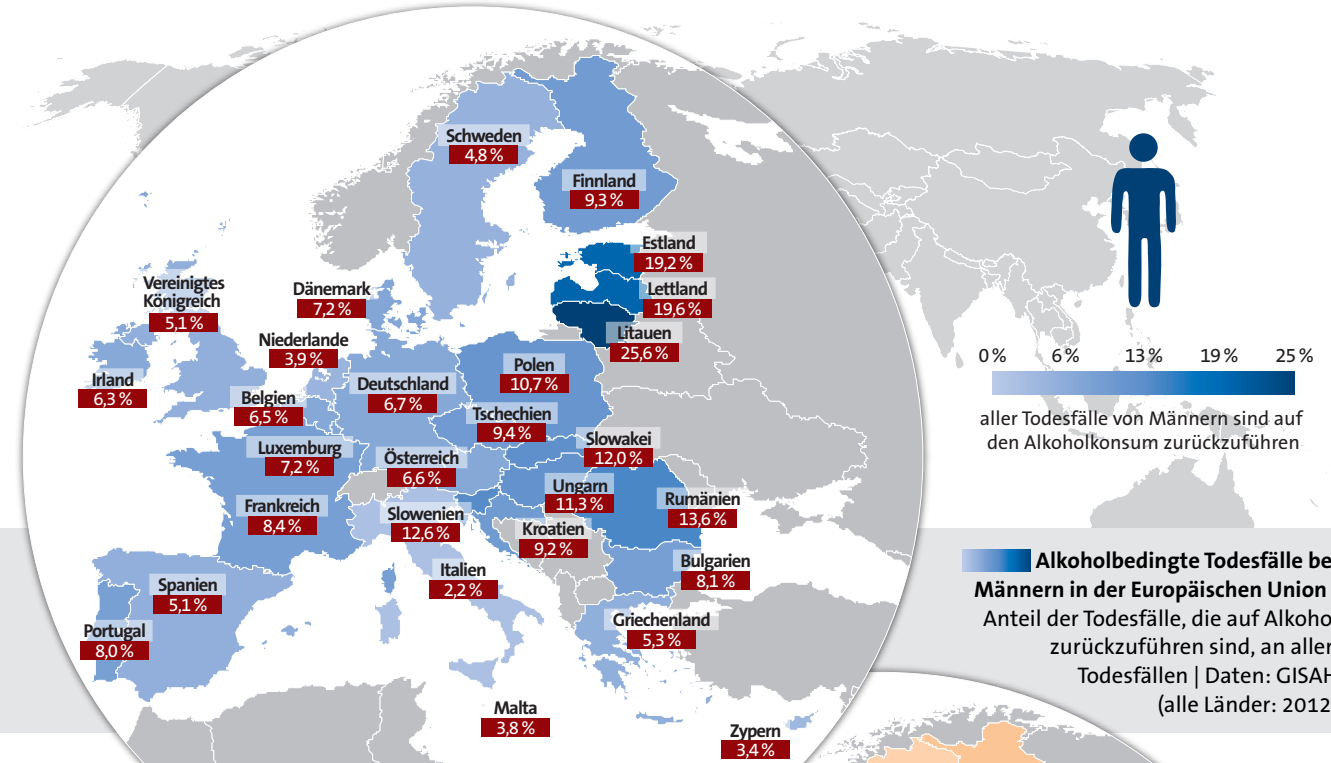 Schweden
4,8 %
Finnland
9,3 %
Estland
19,2 %
Lettland
19,6 %
Litauen
25,6 %
Vereinigtes
Königreich
5,1 %
Dänemark
7,2 %
Niederlande
3,9 %
Irland
6,3 %
Belgien
6,5 %
Deutschland
6,7 %
Polen
10,7 %
Tschechien
9,4 %
Slowakei
12,0 %
Luxemburg
7,2 %
Österreich
6,6 %
Ungarn
11,3 %
Rumänien
13,6 %
Frankreich
8,4 %
Slowenien
12,6 %
Kroatien
9,2 %
Italien
2,2 %
Bulgarien
8,1 %
Spanien
5,1 %
Portugal
8,0 %
Griechenland
5,3 %
Malta
3,8 %
Zypern
3,4 %
0 % 6 % 13 % 19 % 25 %
aller Todesfälle von Männern sind auf
den Alkoholkonsum zurückzuführen
Alkoholbedingte Todesfälle be
Männern in der Europäischen Union
Anteil der Todesfälle, die auf Alkoho
zurückzuführen sind, an aller
Todesfällen | Daten: GISAH
(alle Länder: 2012